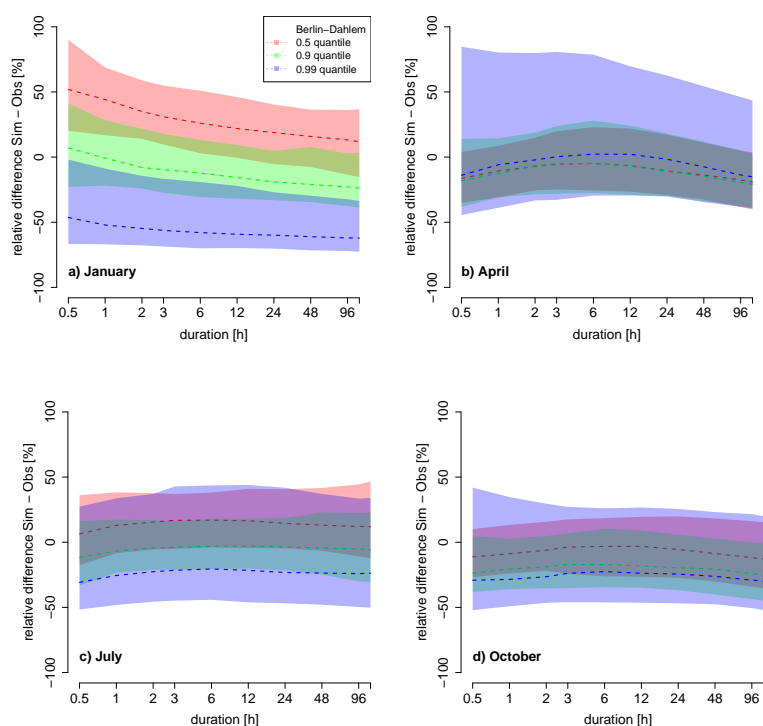 Berlin−Dahlem
0.5 quantile
0.9 quantile
0.99 quantile
relative difference Sim − Obs [%]
100
50
0
−50
−100
a) January
0.5 1 2 3 6 12 24 48 96
duration [h]
relative difference Sim − Obs [%]
100
50
0
−50
−100
b) April
0.5 1 2 3 6 12 24 48 96
duration [h]
relative difference Sim − Obs [%]
100
50
0
−50
−100
c) July
0.5 1 2 3 6 12 24 48 96
duration [h]
relative difference Sim − Obs [%]
100
50
0
−50
−100
d) October
0.5 1 2 3 6 12 24 48 96
duration [h]